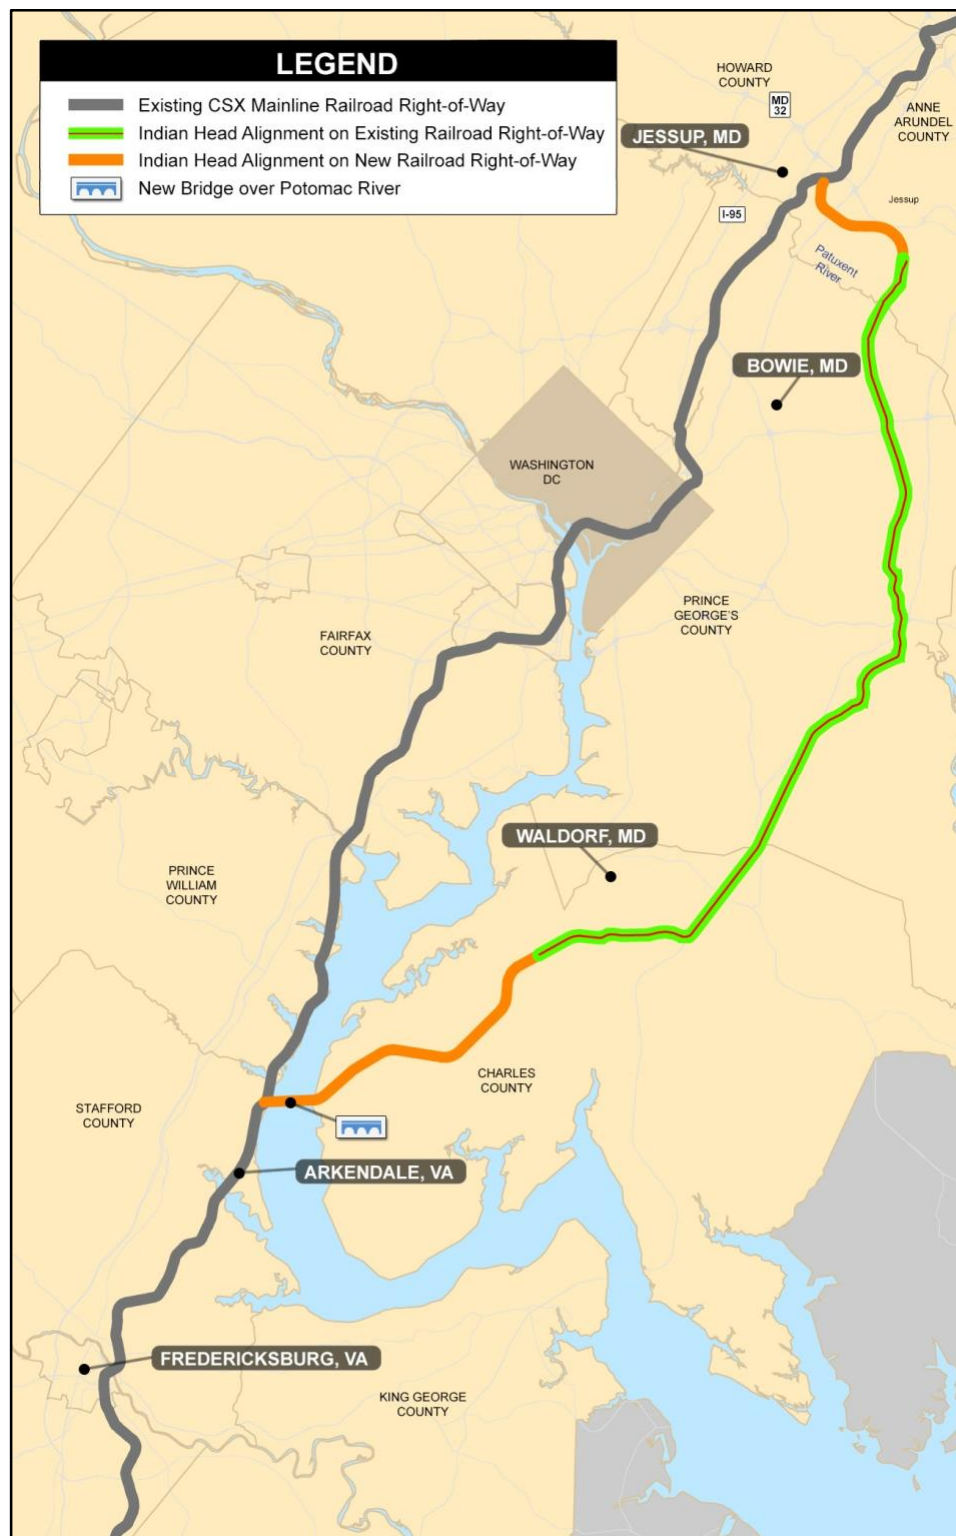 LEGEND
Existing CSX Mainline Railroad Right-of-Way
Indian Head Alignment on Existing Railroad Right-of-Way
Indian Head Alignment on New Railroad Right-of-Way
New Bridge over Potomac River
HOWARD
COUNTY
MD
32
ANNE
ARUNDEL
COUNTY
JESSUP, MD
I-95
Jessup
Patuxent
River
BOWIE, MD
WASHINGTON
DC
PRINCE
GEORGE'S
COUNTY
FAIRFAX
COUNTY
WALDORF, MD
PRINCE
WILLIAM
COUNTY
CHARLES
COUNTY
STAFFORD
COUNTY
ARKENDALE, VA
FREDERICKSBURG, VA
KING GEORGE
COUNTY